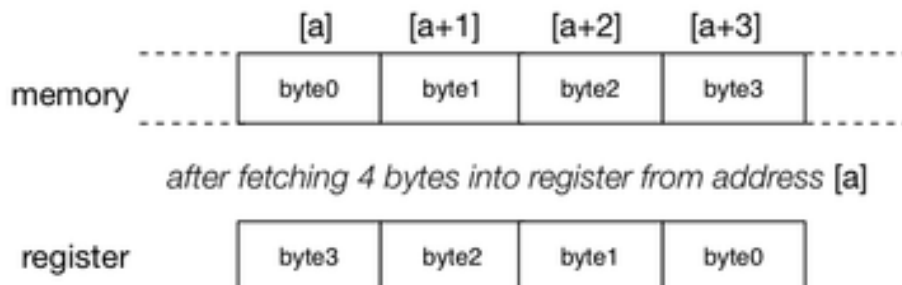 [a] [a+1] [a+2] [a+3]
memory byte0 byte1 byte2 byte3
after fetching 4 bytes into register from address [a]
register byte3 byte2 byte1 byte0